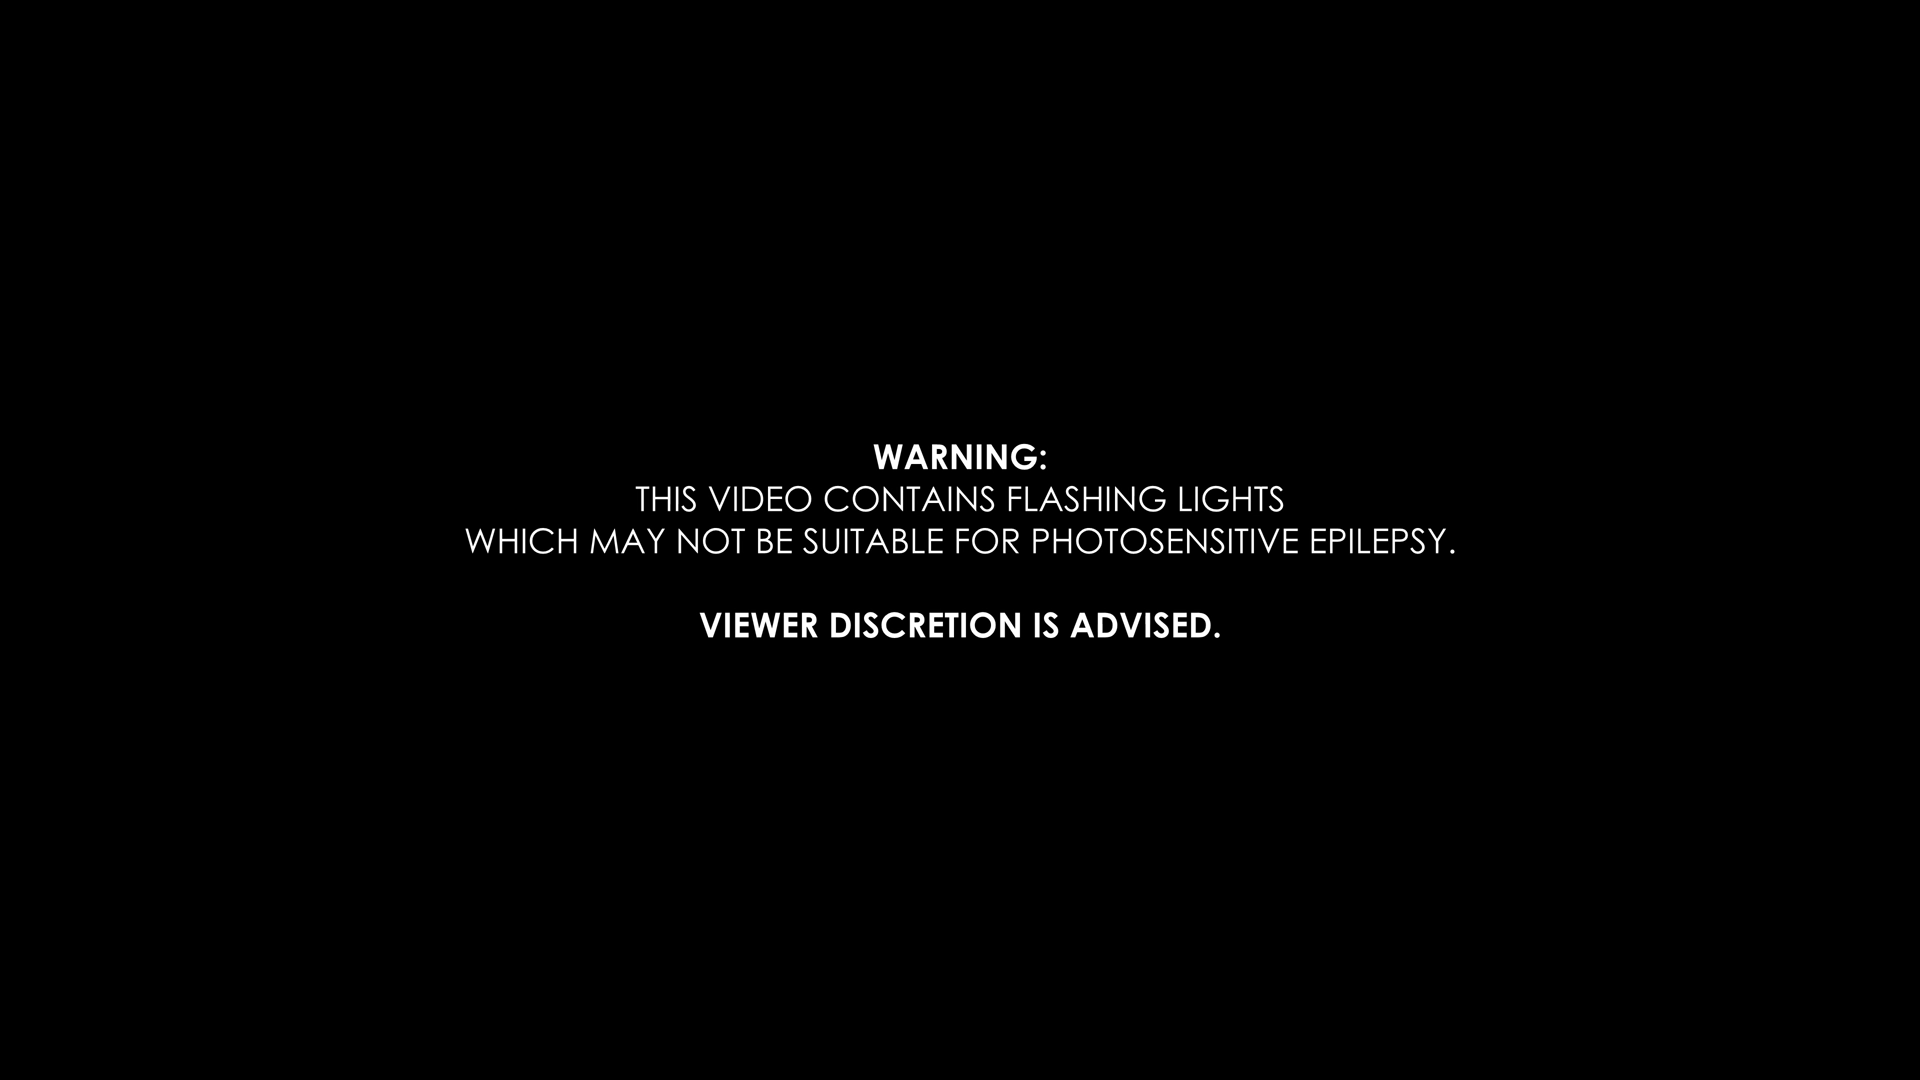 WARNING:
THIS VIDEO CONTAINS FLASHING LIGHTS
WHICH MAY NOT BE SUITABLE FOR PHOTOSENSITIVE EPILEPSY.
VIEWER DISCRETION IS ADVISED.